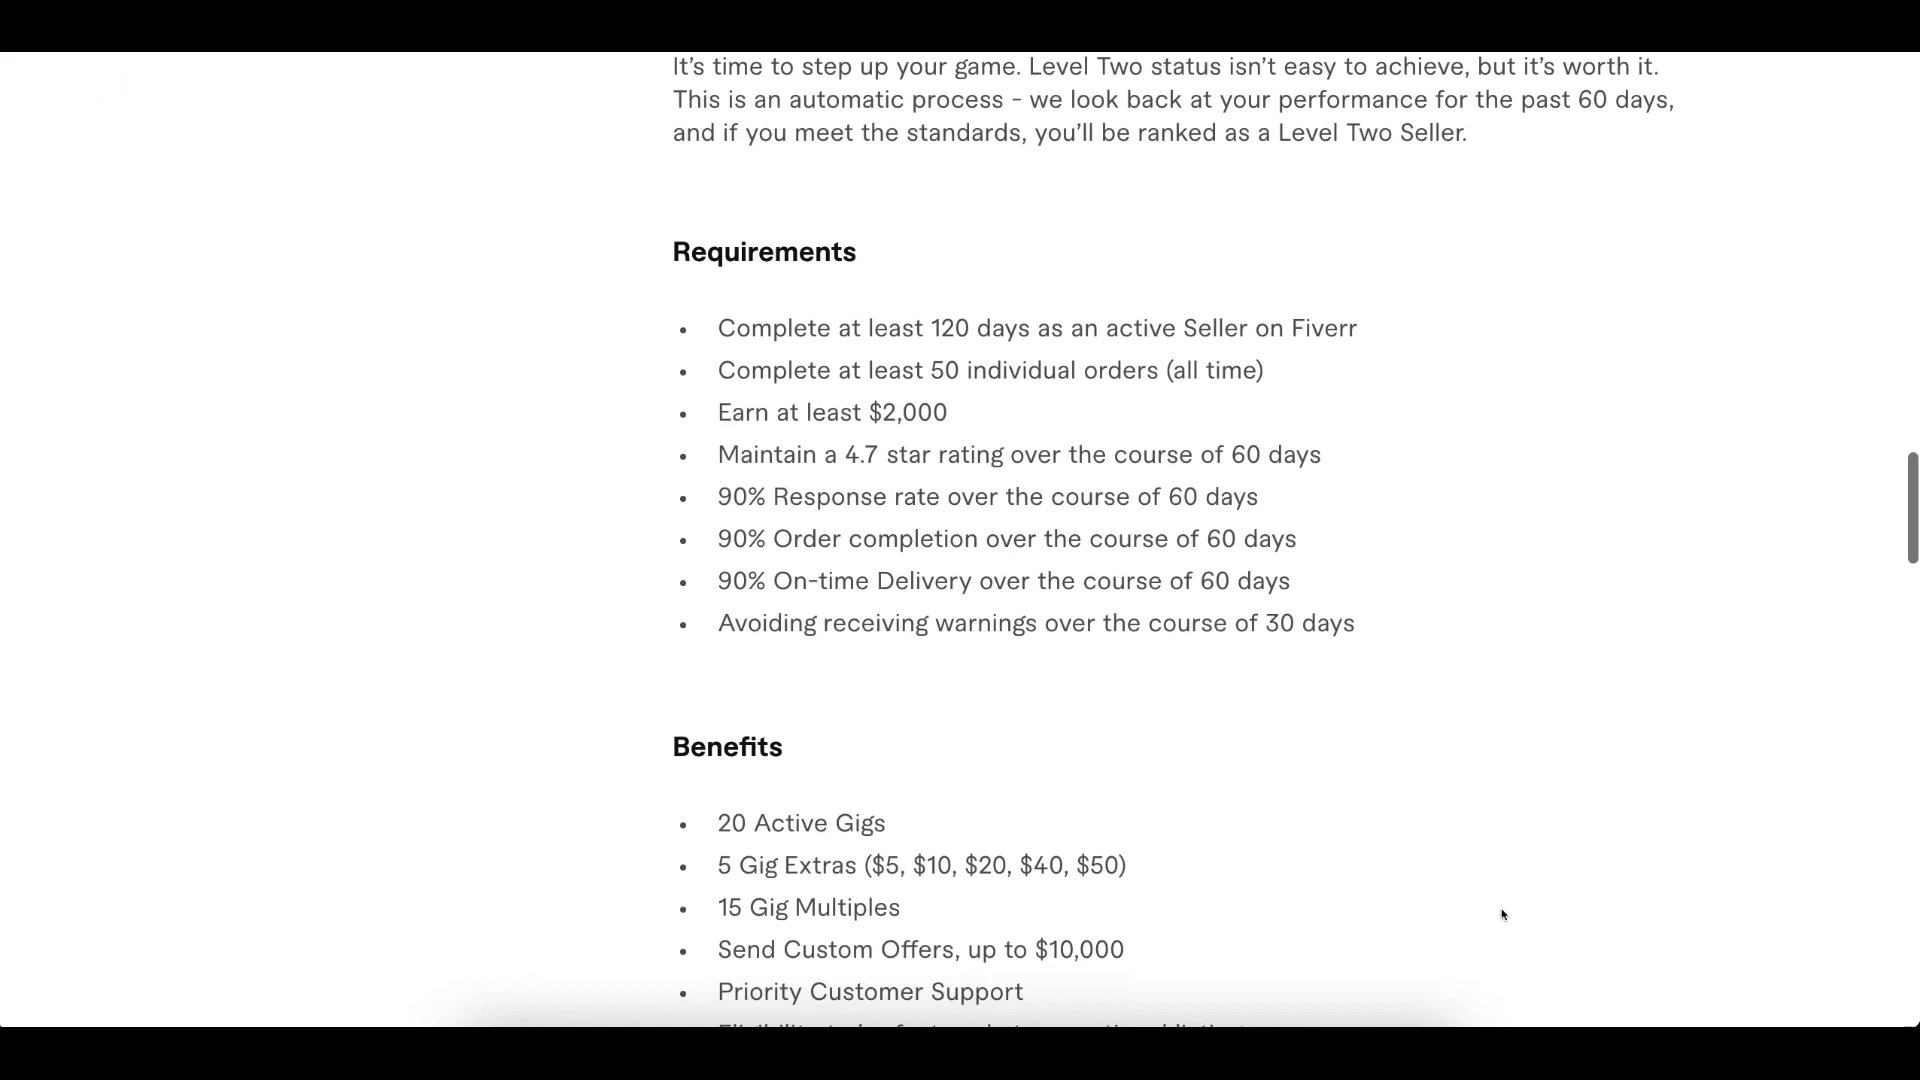 It’s time to step up your game. Level Two status isn’t easy to achieve, but it’s worth it.
This is an automatic process - we look back at your performance for the past 60 days,
and if you meet the standards, you’ll be ranked as a Level Two Seller.
Requirements
• Complete at least 120 days as an active Seller on Fiverr
• Complete at least 50 individual orders (all time)
• Earn at least $2,000
• Maintain a 4.7 star rating over the course of 60 days
• 90% Response rate over the course of 60 days
• 90% Order completion over the course of 60 days
• 90% On-time Delivery over the course of 60 days
• Avoiding receiving warnings over the course of 30 days
Benefits
• 20 Active Gigs
• 5 Gig Extras ($5, $10, $20, $40, $50)
• 15 Gig Multiples
• Send Custom Offers, up to $10,000
• Priority Customer Support